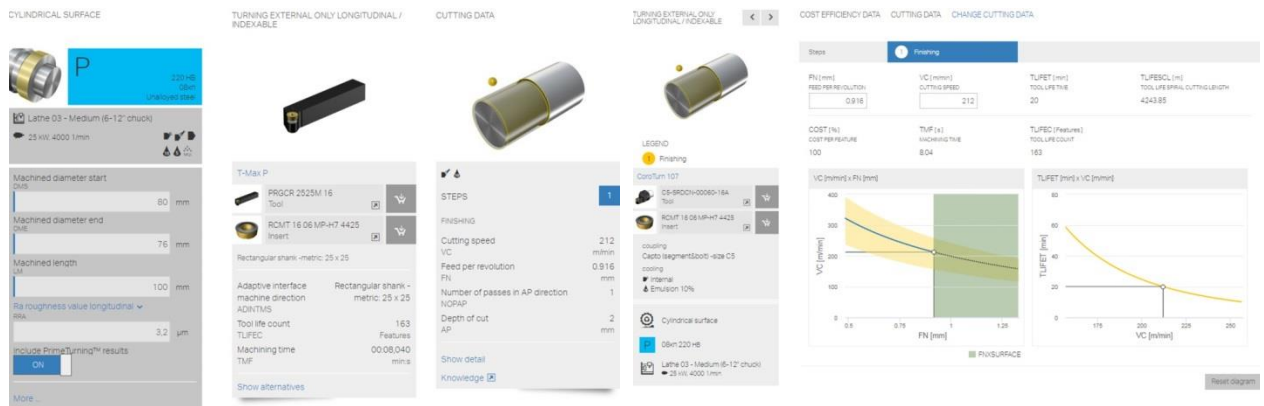 CYLINDRICAL SURFACE
P
220 HB
08кп
Unalloyed steel
Lathe 03 - Medium (6-12" chuck)
25 kW, 4000 1/min
Machined diameter start
DMS
80 mm
Machined diameter end
DME
76 mm
Machined length
LM
100 mm
Ra roughness value longitudinal
RRA
3,2 µm
Include PrimeTurning™ results
ON
More ...
TURNING EXTERNAL ONLY LONGITUDINAL /
INDEXABLE
T-Max P
PRGCR 2525M 16
Tool
RCMT 16 06 MP-H7 4425
Insert
Rectangular shank -metric: 25 x 25
Adaptive interface Rectangular shank -
machine direction metric: 25 x 25
ADINTMS
Tool life count 163
TLIFEC Features
Machining time 00:08,040
TMF min:s
Show alternatives
CUTTING DATA
STEPS 1
FINISHING
Cutting speed 212
VC m/min
Feed per revolution 0.916
FN mm
Number of passes in AP direction 1
NOPAP
Depth of cut 2
AP mm
Show detail
Knowledge
TURNING EXTERNAL ONLY
LONGITUDINAL / INDEXABLE
LEGEND
1 Finishing
CoroTurn 107
C5-SRDCN-00060-16A
Tool
RCMT 16 06 MP-H7 4425
Insert
coupling
Capto (segment&bolt) -size C5
cooling
Internal
Emulsion 10%
Cylindrical surface
P 08кп 220 HB
Lathe 03 - Medium (6-12" chuck)
25 kW, 4000 1/min
COST EFFICIENCY DATA CUTTING DATA CHANGE CUTTING DATA
Steps 1 Finishing
FN [mm] VC [m/min] TLIFET [min] TLIFESCL [m]
FEED PER REVOLUTION CUTTING SPEED TOOL LIFE TIME TOOL LIFE SPIRAL CUTTING LENGTH
0.916 212 20 4243.85
COST [%] TMF [s] TLIFEC [Features]
COST PER FEATURE MACHINING TIME TOOL LIFE COUNT
100 8.04 163
VC [m/min] x FN [mm] TLIFET [min] x VC [m/min]
VC [m/min]
400
300
200
100
0
0.5 0.75 1 1.25
FN [mm]
FNXSURFACE
TLIFET [min]
80
60
40
20
0
175 200 225 250
VC [m/min]
Reset diagram